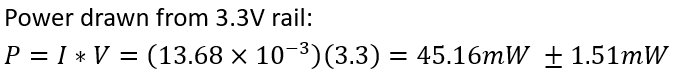 Power drawn from 3.3V rail:
P = I ∗ V = (13.68 × 10⁻³)(3.3) = 45.16mW ± 1.51mW